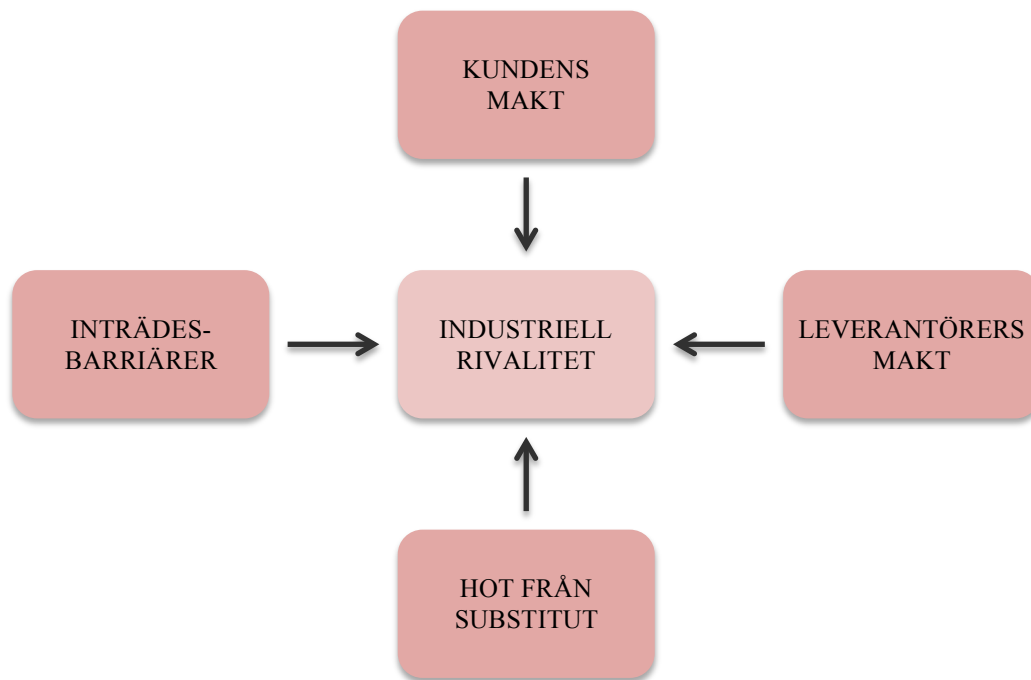 KUNDENS
MAKT
INTRÄDES-
BARRIÄRER
INDUSTRIELL
RIVALITET
LEVERANTÖRERS
MAKT
HOT FRÅN
SUBSTITUT